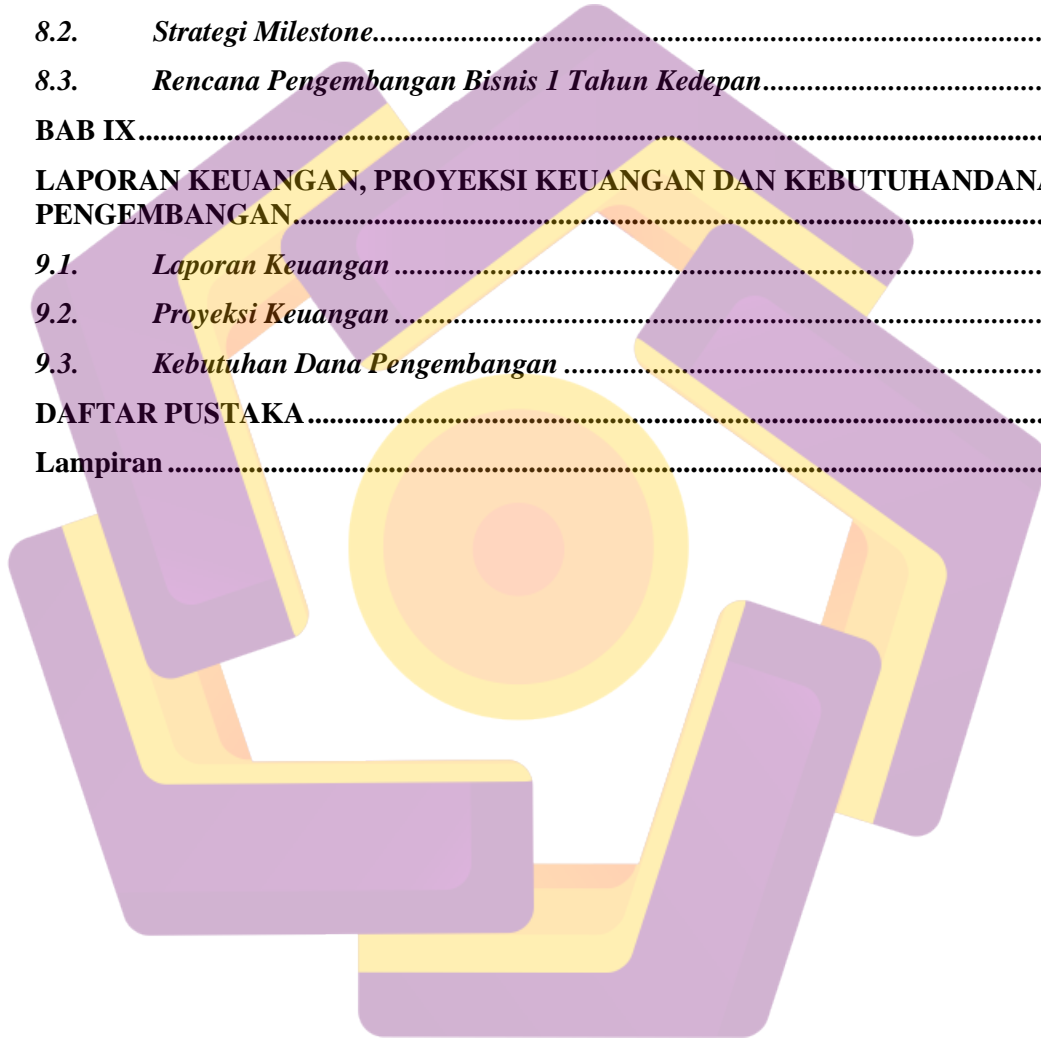 8.2. Strategi Milestone........................................................................................................
8.3. Rencana Pengembangan Bisnis 1 Tahun Kedepan...........................................
BAB IX.........................................................................................................................................
LAPORAN KEUANGAN, PROYEKSI KEUANGAN DAN KEBUTUHANDANA
PENGEMBANGAN....................................................................................................................
9.1. Laporan Keuangan ....................................................................................................
9.2. Proyeksi Keuangan ....................................................................................................
9.3. Kebutuhan Dana Pengembangan ........................................................................
DAFTAR PUSTAKA..................................................................................................................
Lampiran ....................................................................................................................................